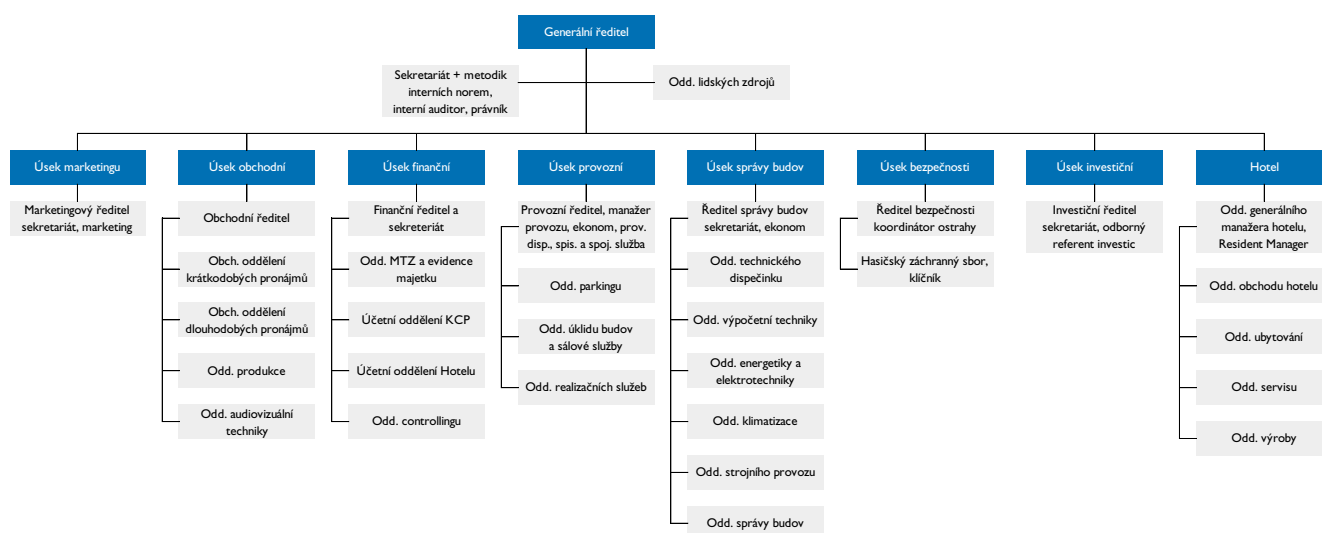 Generální ředitel
Sekretariát + metodik
interních norem,
interní auditor, právník
Odd. lidských zdrojů
Úsek marketingu
Úsek obchodní
Úsek finanční
Úsek provozní
Úsek správy budov
Úsek bezpečnosti
Úsek investiční
Hotel
Marketingový ředitel
sekretariát, marketing
Obchodní ředitel
Obch. oddělení
krátkodobých pronájmů
Obch. oddělení
dlouhodobých pronájmů
Odd. produkce
Odd. audiovizuální
techniky
Finanční ředitel a
sekreteriát
Odd. MTZ a evidence
majetku
Účetní oddělení KCP
Účetní oddělení Hotelu
Odd. controllingu
Provozní ředitel, manažer
provozu, ekonom, prov.
disp., spis. a spoj. služba
Odd. parkingu
Odd. úklidu budov
a sálové služby
Odd. realizačních služeb
Ředitel správy budov
sekretariát, ekonom
Odd. technického
dispečinku
Odd. výpočetní techniky
Odd. energetiky a
elektrotechniky
Odd. klimatizace
Odd. strojního provozu
Odd. správy budov
Ředitel bezpečnosti
koordinátor ostrahy
Hasičský záchranný sbor,
klíčník
Investiční ředitel
sekretariát, odborný
referent investic
Odd. generálního
manažera hotelu,
Resident Manager
Odd. obchodu hotelu
Odd. ubytování
Odd. servisu
Odd. výroby